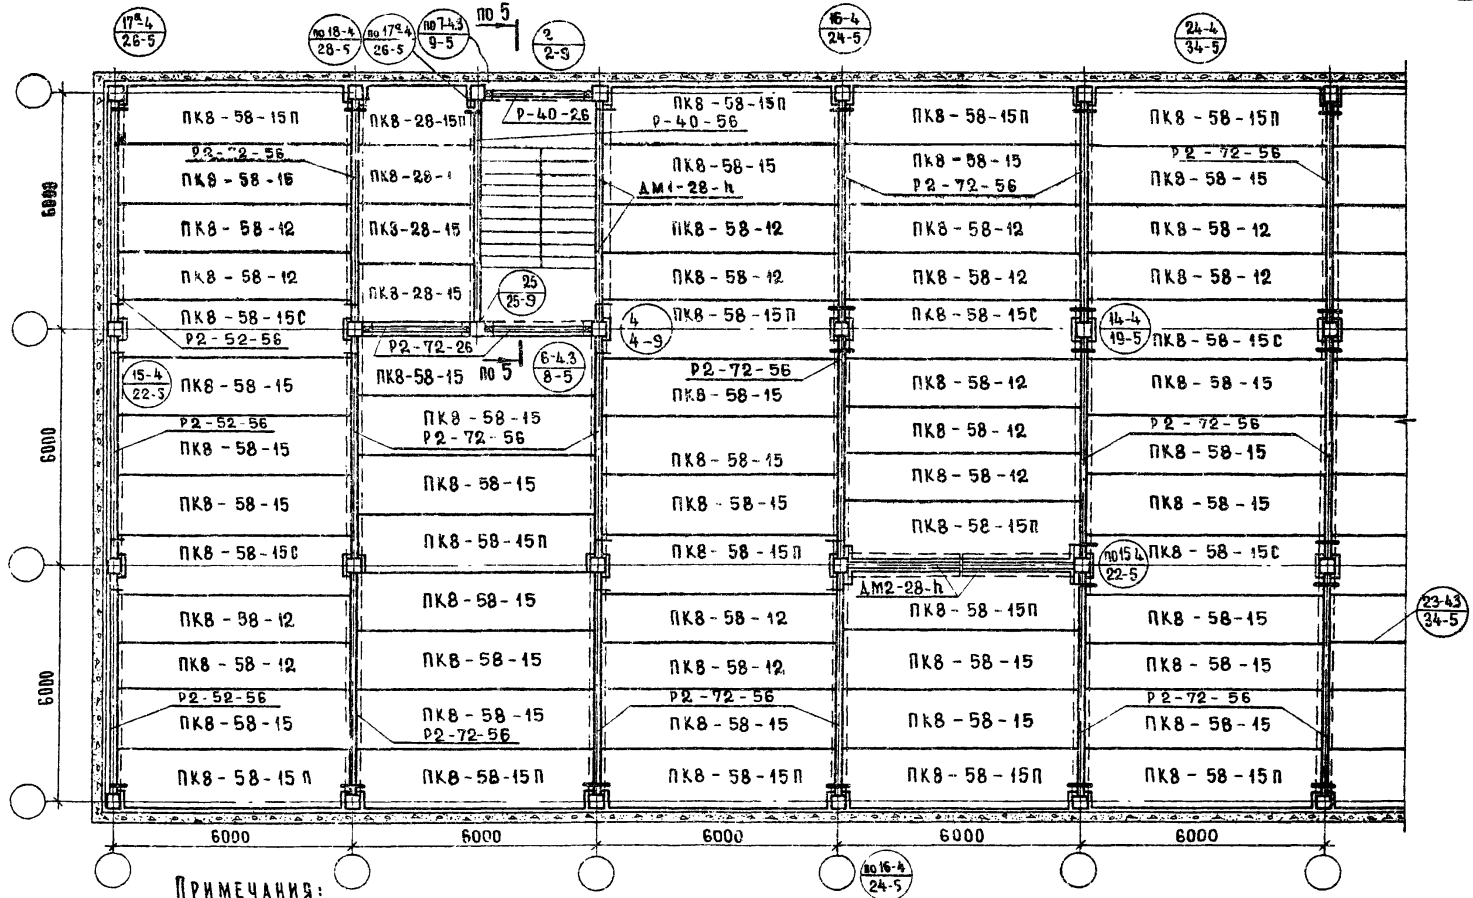 17ª-4
26-5
по 18-4
28-5
по 17ª-4
26-5
по 7-4.3
9-5
по 5
2
2-9
16-4
24-5
24-4
34-5
ПК8-58-15П
ПК8-28-15П
Р-40-26
ПК8-58-15П
Р-40-56
ПК8-58-15П
ПК8-58-15П
Р2-72-56
ПК8-58-15
ПК8-28-1
ПК8-58-15
ДМ1-28-п
ПК8-58-15
Р2-72-56
Р2-72-56
ПК8-58-15
6000
ПК8-58-12
ПК8-28-15
ПК8-58-12
ПК8-58-12
ПК8-58-12
ПК8-58-12
ПК8-28-15
25
25-9
ПК8-58-12
ПК8-58-12
ПК8-58-12
ПК8-58-15С
Р2-52-56
Р2-72-26
4
4-9
ПК8-58-15П
ПК8-58-15С
14-4
19-5
ПК8-58-15С
15-4
22-5
ПК8-58-15
ПК8-58-15
по 5
6-4.3
8-5
Р2-72-56
ПК8-58-15
ПК8-58-12
ПК8-58-15
Р2-52-56
ПК8-58-15
ПК8-58-15
Р2-72-56
ПК8-58-15
ПК8-58-12
Р2-72-56
ПК8-58-15
6000
ПК8-58-15
ПК8-58-15
ПК8-58-15
ПК8-58-12
ПК8-58-15
ПК8-58-15С
ПК8-58-15П
ПК8-58-15П
ПК8-58-15П
по 15-4
22-5
ПК8-58-15С
ДМ2-28-п
ПК8-58-12
ПК8-58-15
ПК8-58-12
ПК8-58-15П
ПК8-58-15
23-4.3
34-5
6000
ПК8-58-12
ПК8-58-15
ПК8-58-12
ПК8-58-15
ПК8-58-15
Р2-52-56
ПК8-58-15
ПК8-58-15
Р2-72-56
Р2-72-56
ПК8-58-15
ПК8-58-15
Р2-72-56
ПК8-58-15
ПК8-58-15П
ПК8-58-15П
ПК8-58-15П
ПК8-58-15П
ПК8-58-15П
6000
6000
6000
6000
6000
по 16-4
24-5
Примечания: